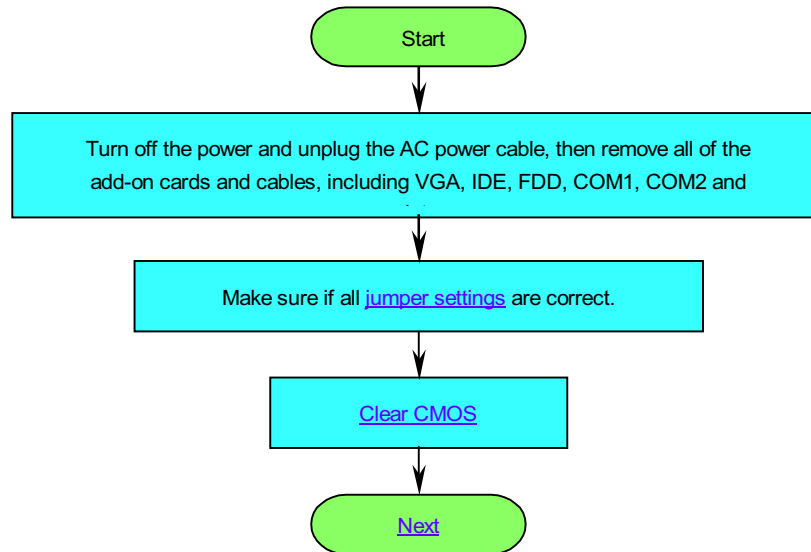 Start
Turn off the power and unplug the AC power cable, then remove all of the
add-on cards and cables, including VGA, IDE, FDD, COM1, COM2 and
Make sure if all jumper settings are correct.
Clear CMOS
Next